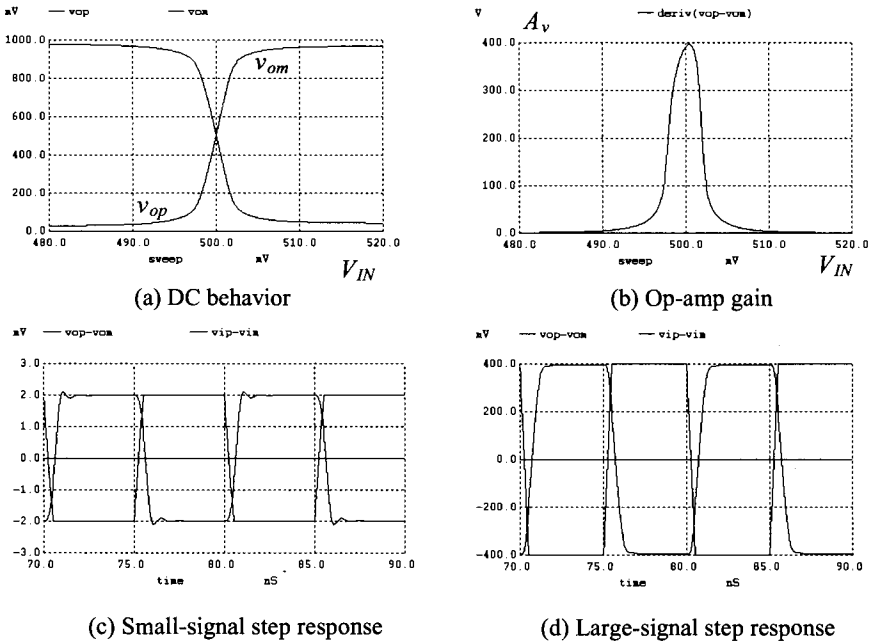 mV — vop — vom
1000.0
800.0
600.0
400.0
200.0
0.0
v_om
v_op
480.0 490.0 500.0 510.0 520.0
sweep mV V_IN
(a) DC behavior
V A_v — deriv(vop-vom)
400.0
300.0
200.0
100.0
0.0
480.0 490.0 500.0 510.0 520.0
sweep mV V_IN
(b) Op-amp gain
mV — vop-vom — vip-vim
3.0
2.0
1.0
0.0
-1.0
-2.0
-3.0
70.0 75.0 80.0 85.0 90.0
time nS
(c) Small-signal step response
mV — vop-vom — vip-vim
400.0
200.0
0.0
-200.0
-400.0
70.0 75.0 80.0 85.0 90.0
time nS
(d) Large-signal step response